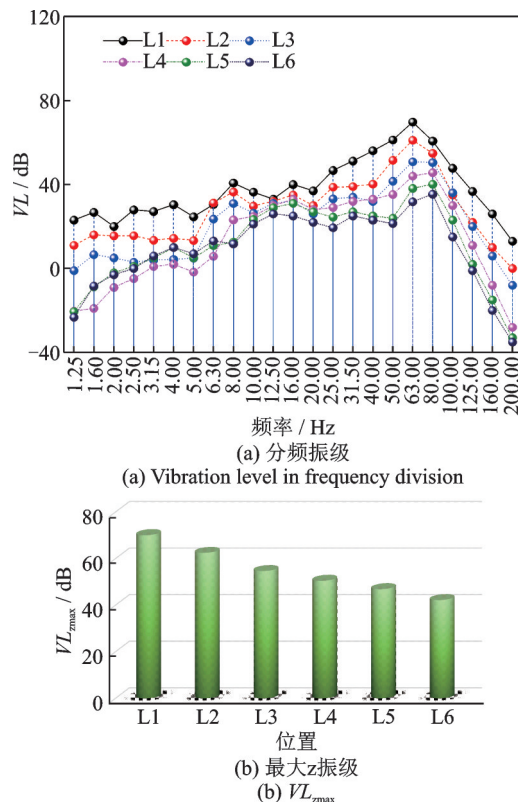 120
L1 L2 L3
L4 L5 L6
80
VL / dB
40
0
−40
1.25 1.60 2.00 2.50 3.15 4.00 5.00 6.30 8.00 10.00 12.50 16.00 20.00 25.00 31.50 40.00 50.00 63.00 80.00 100.00 125.00 160.00 200.00
频率 / Hz
(a) 分频振级
(a) Vibration level in frequency division
80
60
VLzmax / dB
40
20
0
L1 L2 L3 L4 L5 L6
位置
(b) 最大z振级
(b) VLzmax